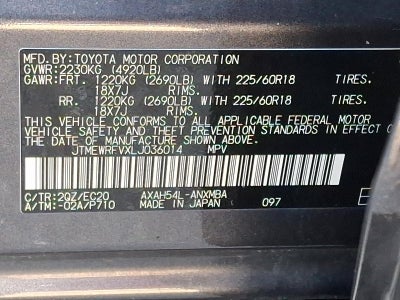 MFD. BY: TOYOTA MOTOR CORPORATION
GVWR: 2230KG (4920LB)
GAWR: FRT. 1220KG (2690LB) WITH 225/60R18 TIRES.
18X7J RIMS.
RR. 1220KG (2690LB) WITH 225/60R18 TIRES.
18X7J RIMS.
THIS VEHICLE CONFORMS TO ALL APPLICABLE FEDERAL MOTOR
VEHICLE SAFETY, BUMPER, AND THEFT PREVENTION STANDARDS IN EFFECT
ON THE DATE OF MANUFACTURE SHOWN ABOVE.
JTMEWRFVXLJ036014 MPV
C/TR: 2QZ/EC20 AXAH54L-ANXMBA
A/TM: -02A/P710 MADE IN JAPAN 097